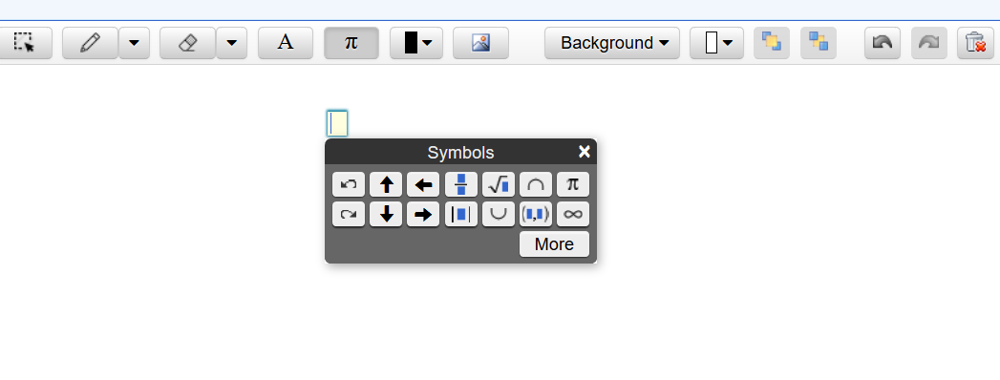 A π Background
Symbols
π
(,) ∞
More